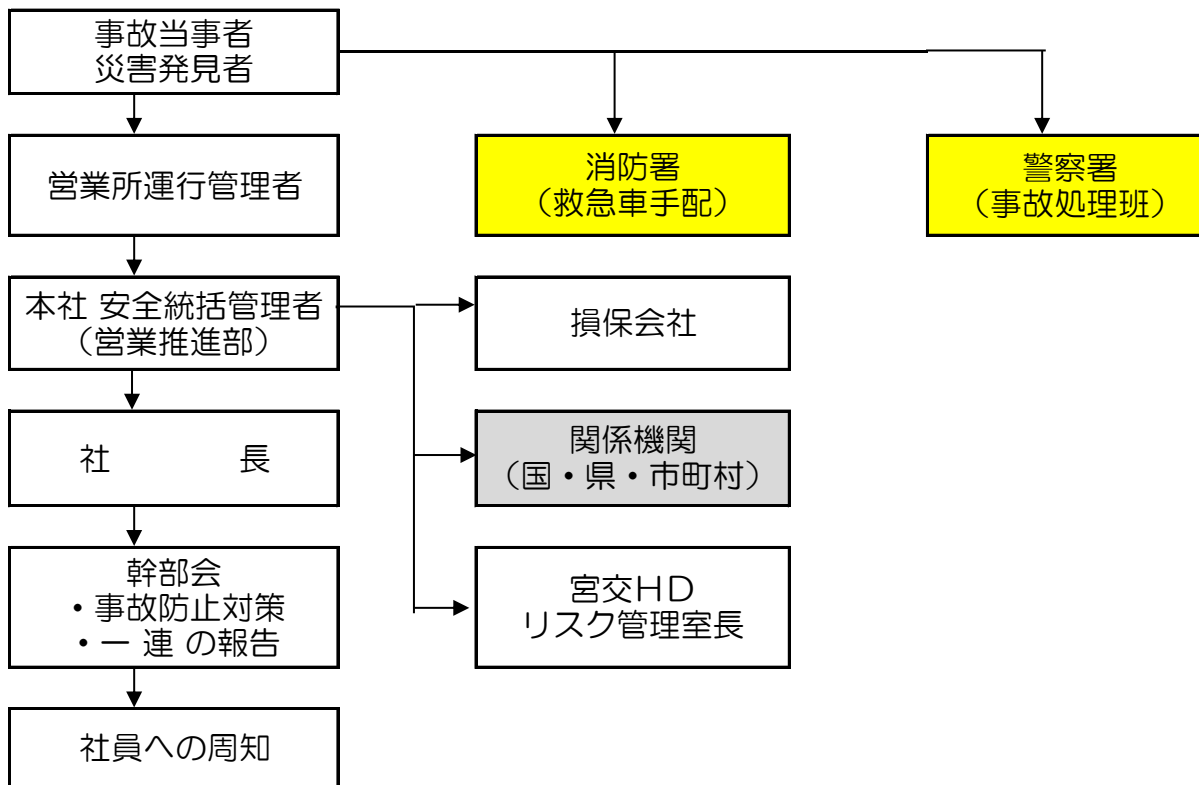 事故当事者
災害発見者
営業所運行管理者
消防署
（救急車手配）
警察署
（事故処理班）
本社 安全統括管理者
（営業推進部）
損保会社
社　　　長
関係機関
（国・県・市町村）
幹部会
・事故防止対策
・一 連 の報告
宮交ＨＤ
リスク管理室長
社員への周知